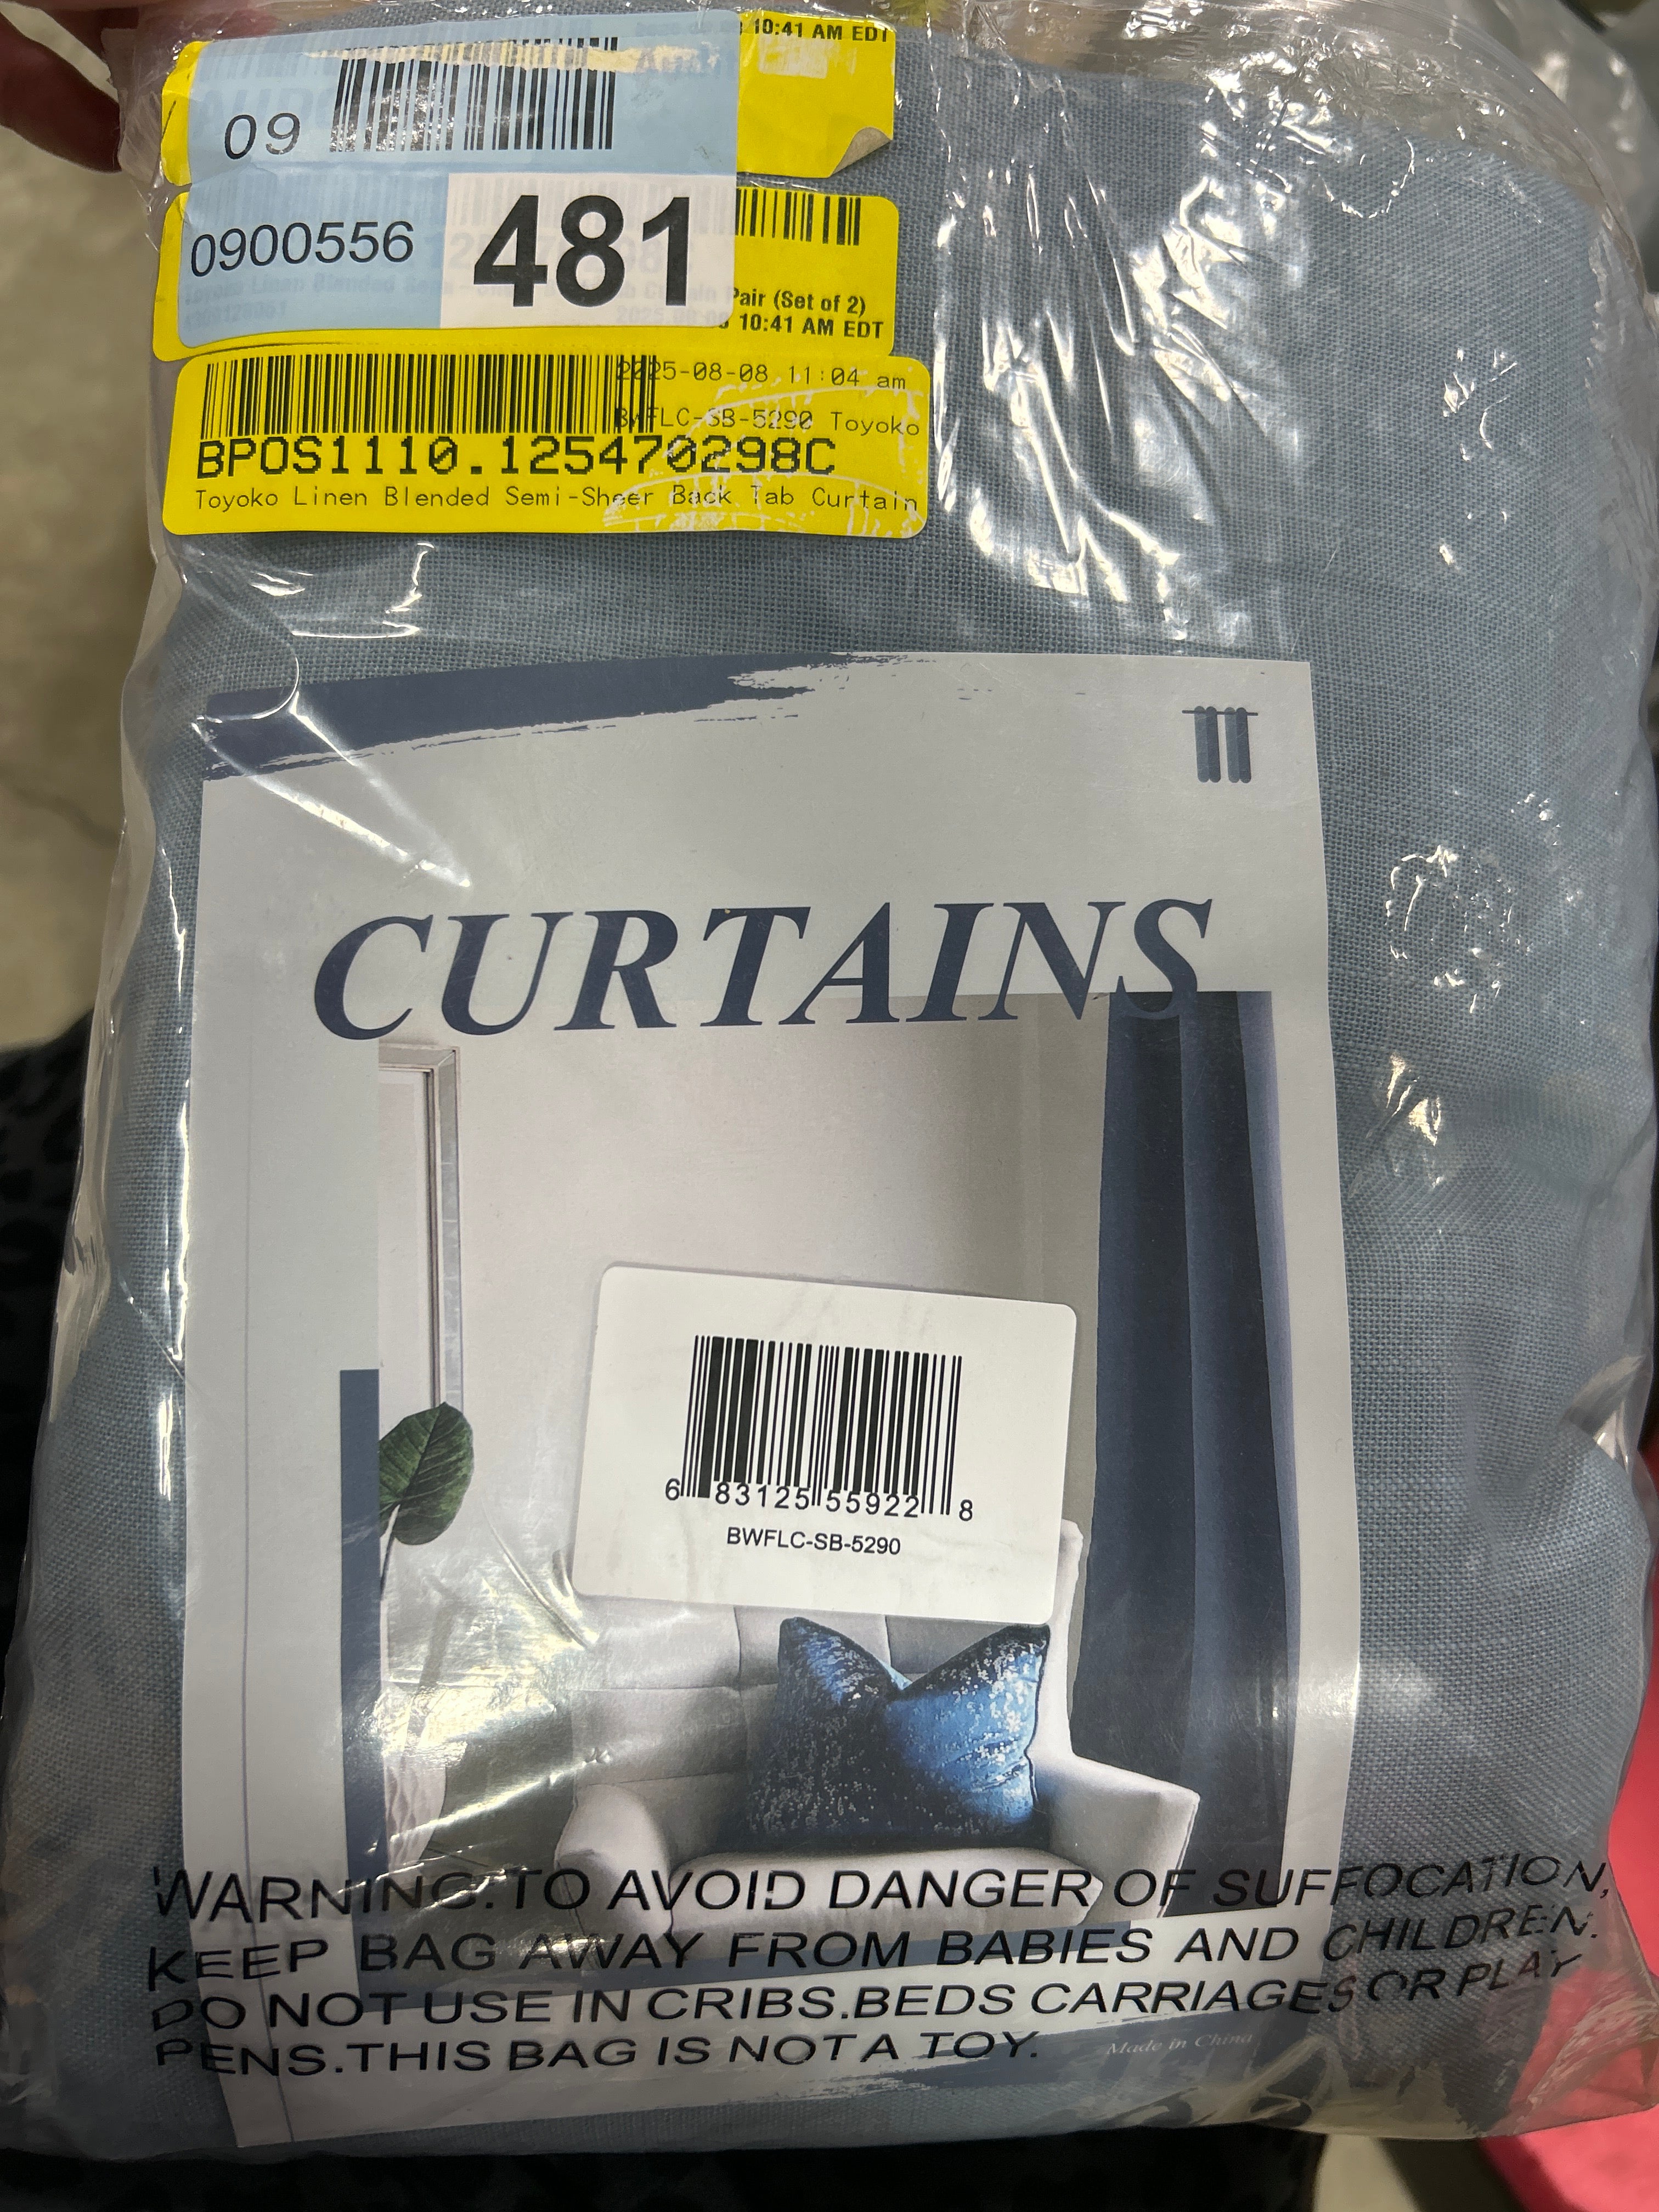 10:41 AM EDT
09
0900556
481
Pair (Set of 2)
10:41 AM EDT
2025-08-08 11:04 am
BWFLC-SB-5290 Toyoko
BPOS1110.125470298C
Toyoko Linen Blended Semi-Sheer Back Tab Curtain
CURTAINS
6 83125 55922 8
BWFLC-SB-5290
WARNING:TO AVOID DANGER OF SUFFOCATION,
KEEP BAG AWAY FROM BABIES AND CHILDREN.
DO NOT USE IN CRIBS.BEDS CARRIAGES OR PLAY
PENS.THIS BAG IS NOT A TOY.
Made in China